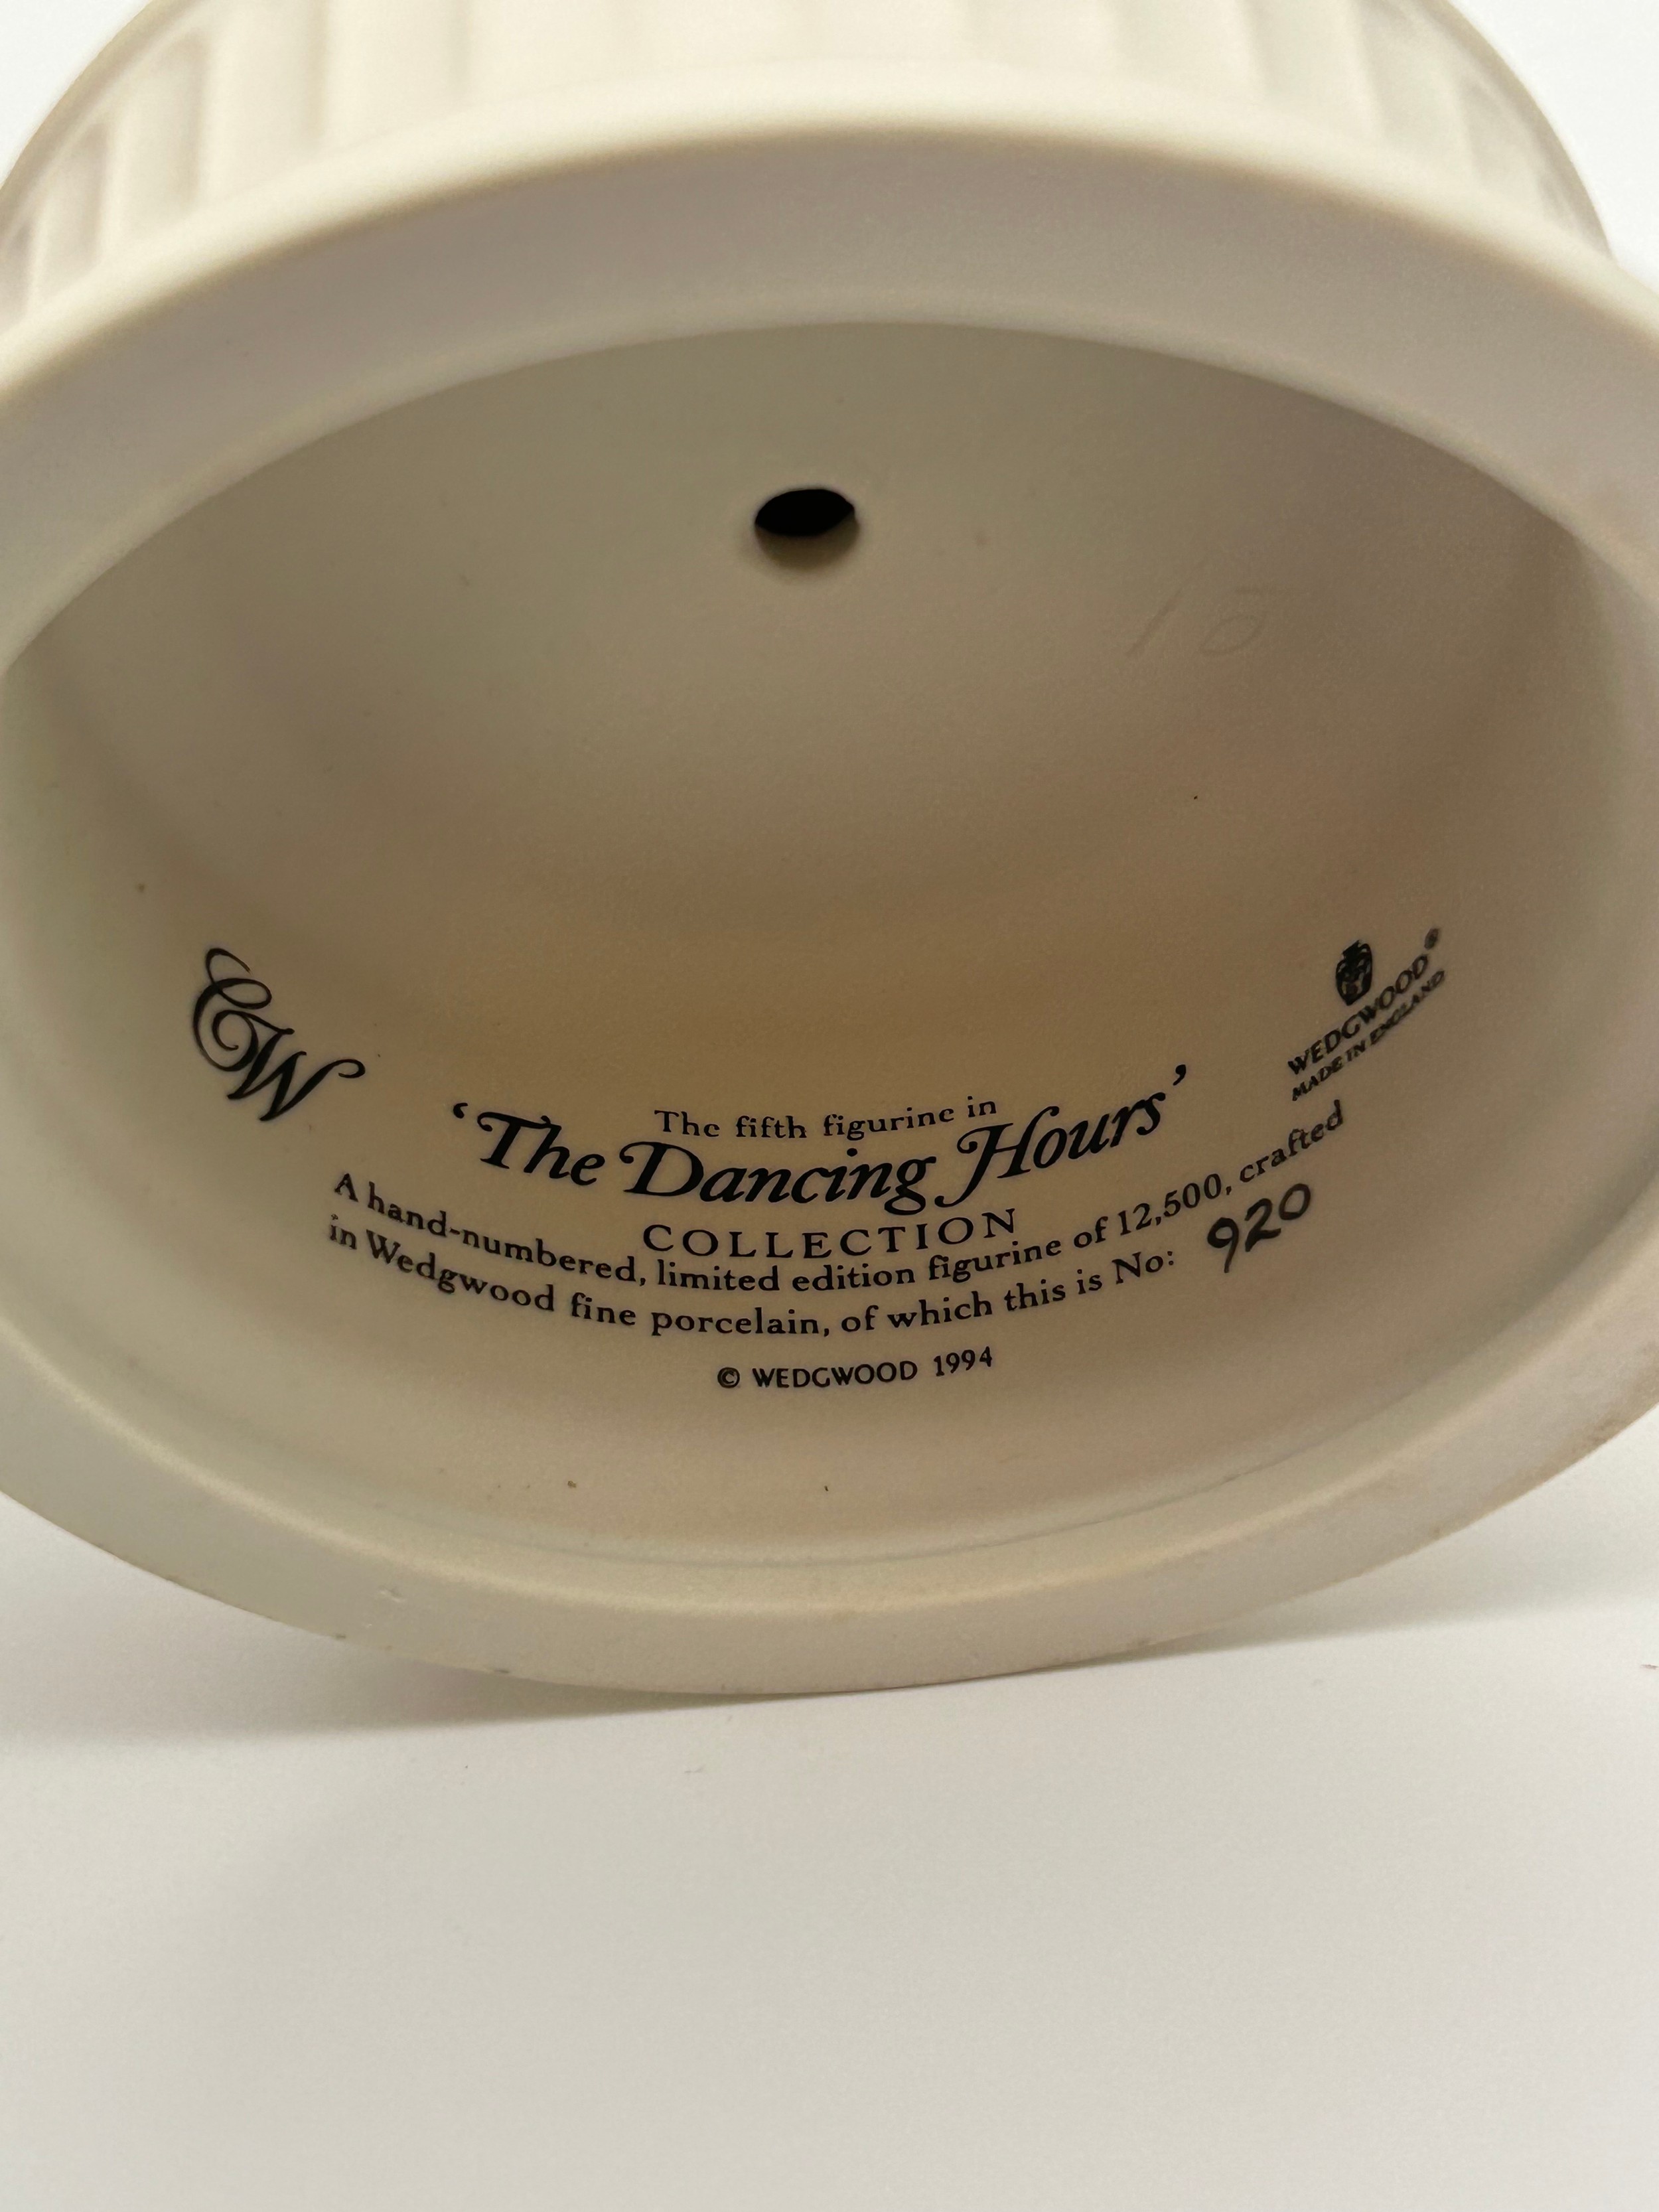 CW
The fifth figurine in
‘The Dancing Hours’
COLLECTION
A hand-numbered, limited edition figurine of 12,500, crafted
in Wedgwood fine porcelain, of which this is No: 920
© WEDGWOOD 1994
WEDGWOOD®
MADE IN ENGLAND